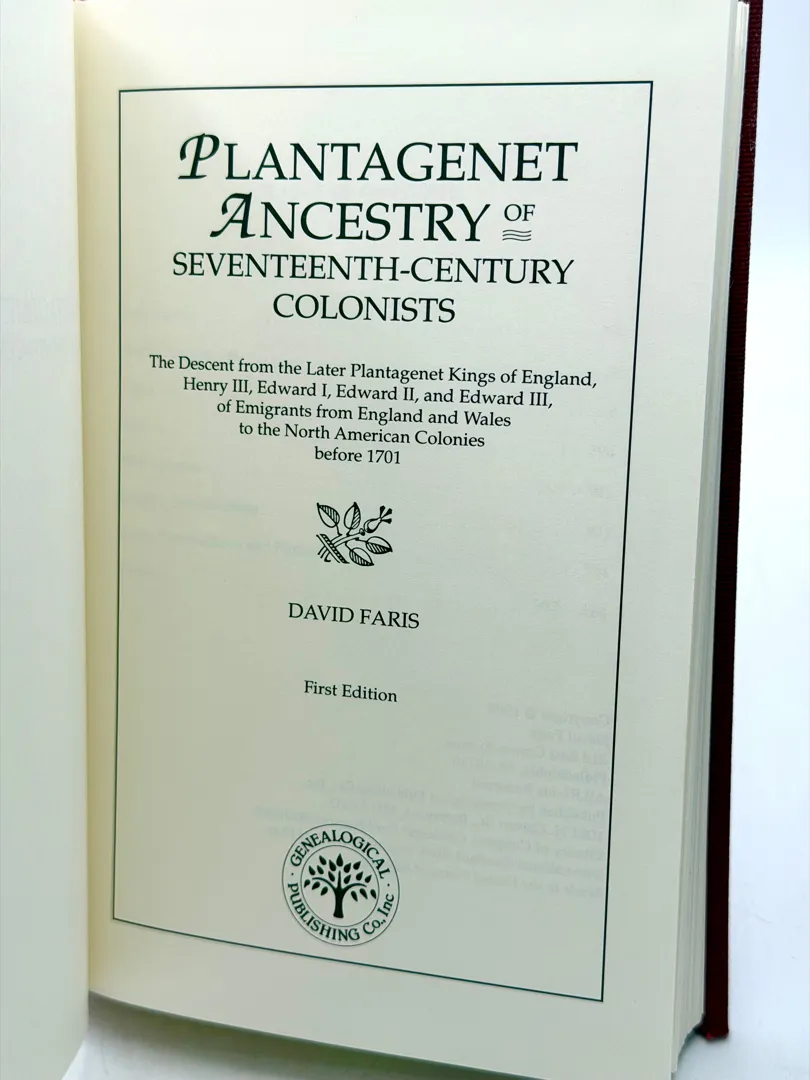 PLANTAGENET
ANCESTRY OF
SEVENTEENTH-CENTURY
COLONISTS
The Descent from the Later Plantagenet Kings of England,
Henry III, Edward I, Edward II, and Edward III,
of Emigrants from England and Wales
to the North American Colonies
before 1701
DAVID FARIS
First Edition
GENEALOGICAL
PUBLISHING Co., Inc